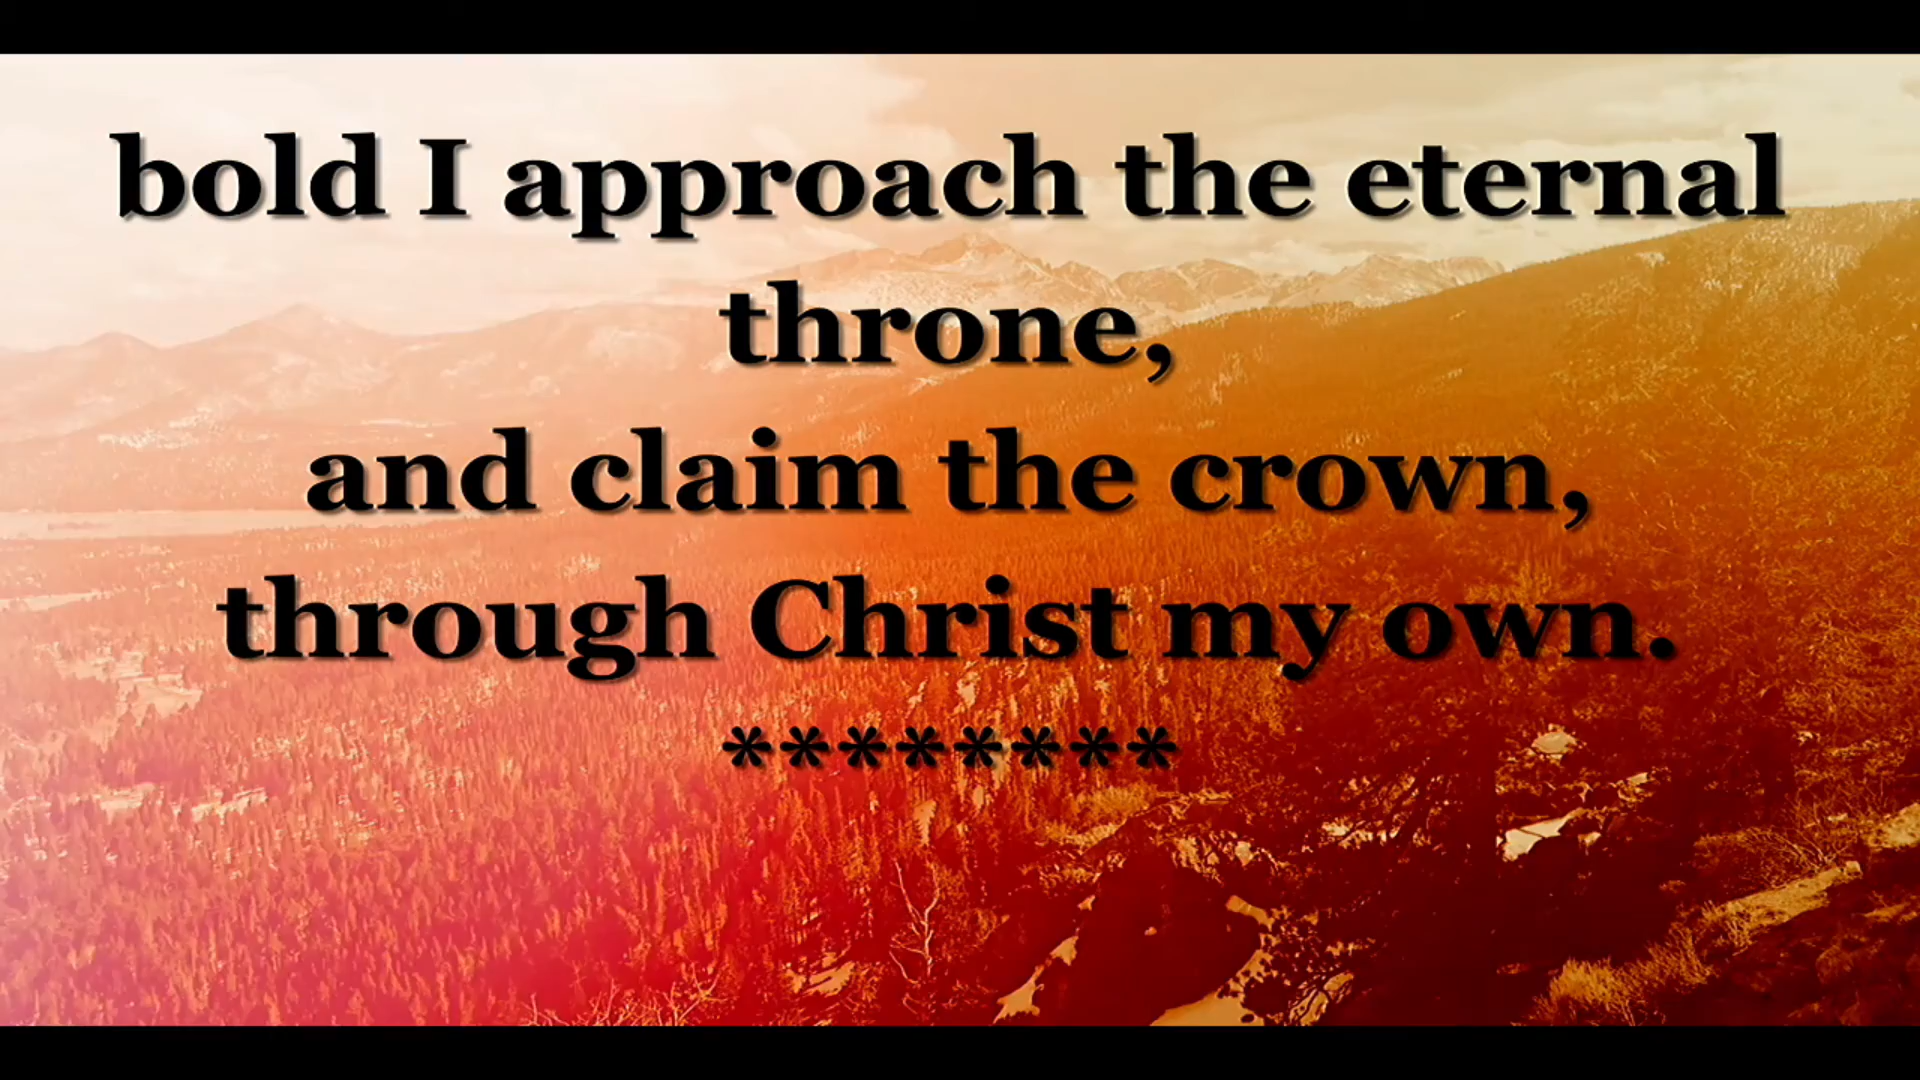 bold I approach the eternal
throne,
and claim the crown,
through Christ my own.
********